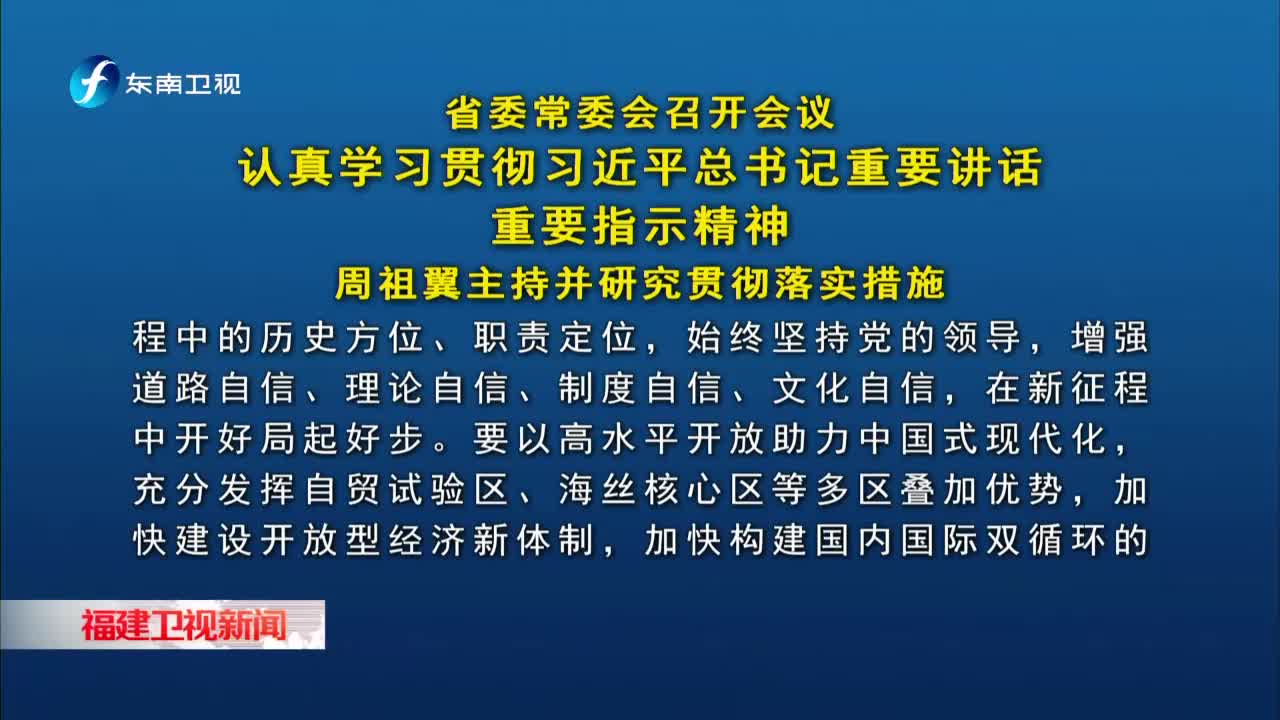 东南卫视
省委常委会召开会议
认真学习贯彻习近平总书记重要讲话
重要指示精神
周祖翼主持并研究贯彻落实措施
程中的历史方位、职责定位，始终坚持党的领导，增强
道路自信、理论自信、制度自信、文化自信，在新征程
中开好局起好步。要以高水平开放助力中国式现代化，
充分发挥自贸试验区、海丝核心区等多区叠加优势，加
快建设开放型经济新体制，加快构建国内国际双循环的
福建卫视新闻